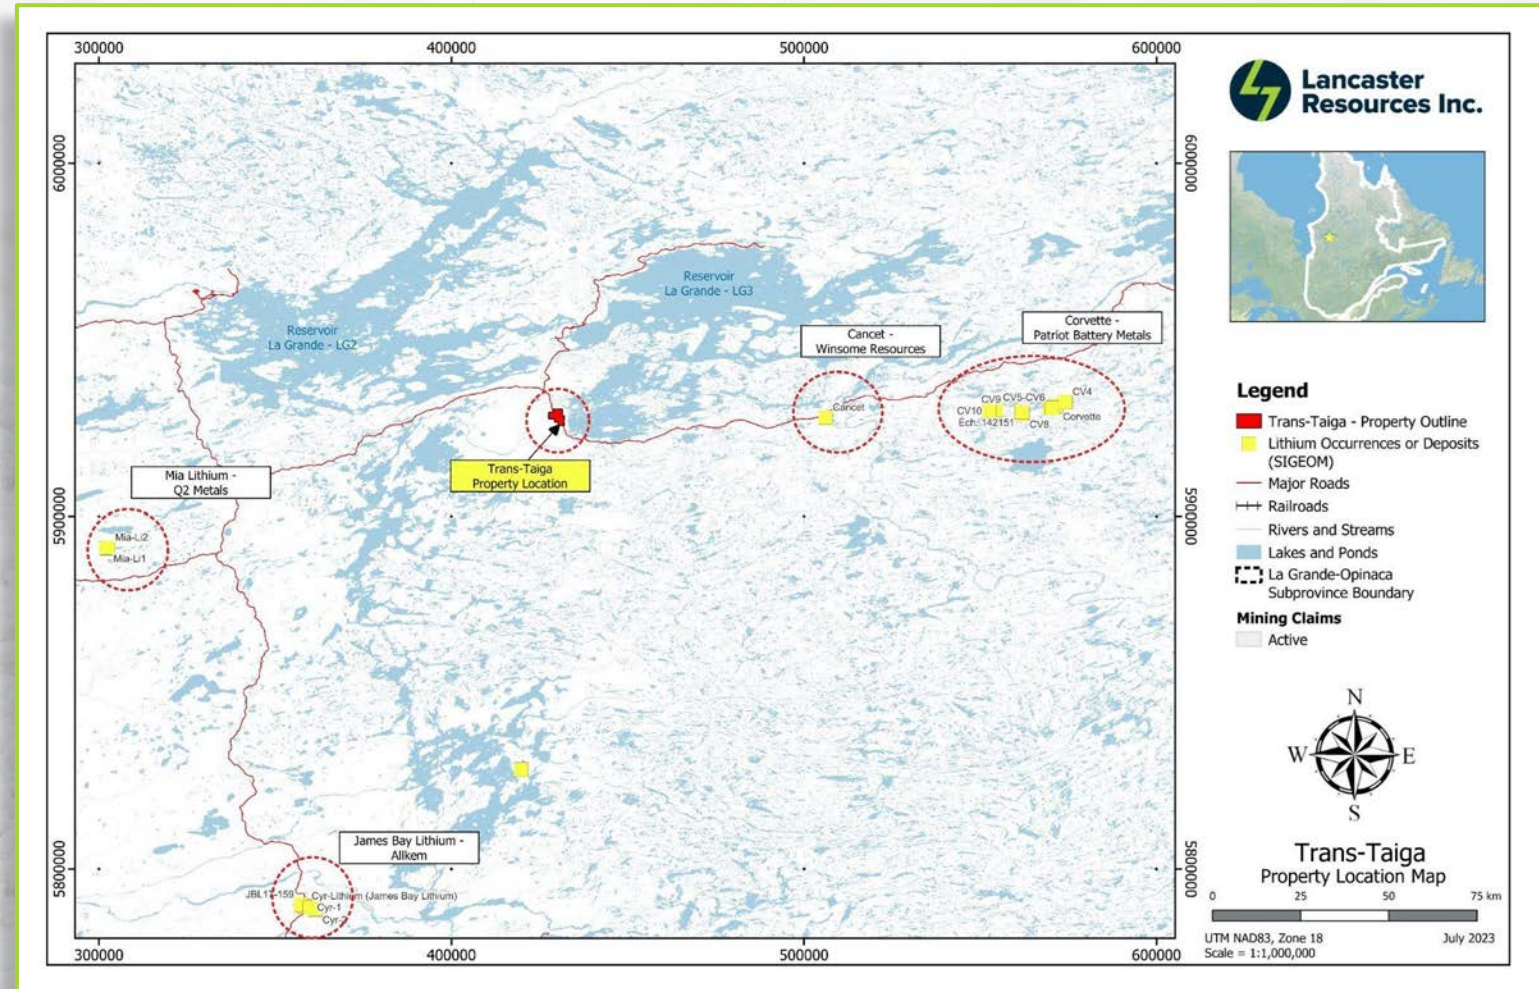 300000
400000
500000
600000
6000000
6000000
5900000
5900000
5800000
5800000
Reservoir
La Grande - LG2
Reservoir
La Grande - LG3
Cancet -
Winsome Resources
Corvette -
Patriot Battery Metals
Cancet
CV9
CV5-CV6
CV4
CV10
Éch. 142151
CV8
Corvette
Trans-Taiga
Property Location
Mia Lithium -
Q2 Metals
Mia-Li2
Mia-Li1
James Bay Lithium -
Allkem
JBL17-159
Cyr-Lithium (James Bay Lithium)
Cyr-1
Cyr-2
300000
400000
500000
600000
Lancaster
Resources Inc.
Legend
Trans-Taiga - Property Outline
Lithium Occurrences or Deposits
(SIGEOM)
Major Roads
Railroads
Rivers and Streams
Lakes and Ponds
La Grande-Opinaca
Subprovince Boundary
Mining Claims
Active
N
W
E
S
Trans-Taiga
Property Location Map
0
25
50
75 km
UTM NAD83, Zone 18
July 2023
Scale = 1:1,000,000